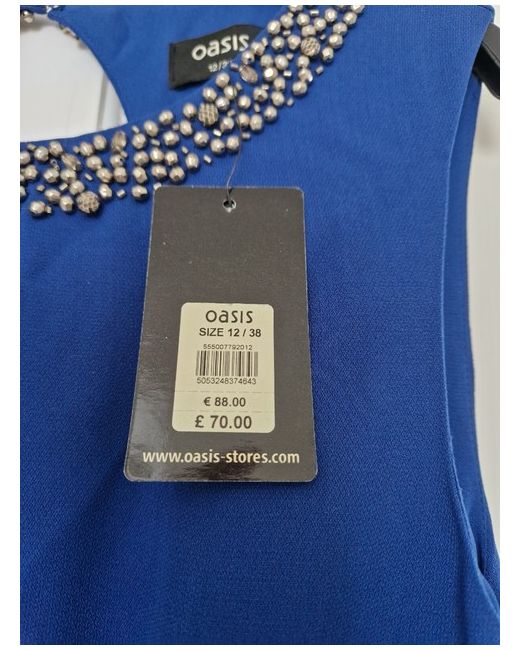 oasis
oasis
SIZE 12 / 38
555007792012
5053248374643
€ 88.00
£ 70.00
www.oasis-stores.com